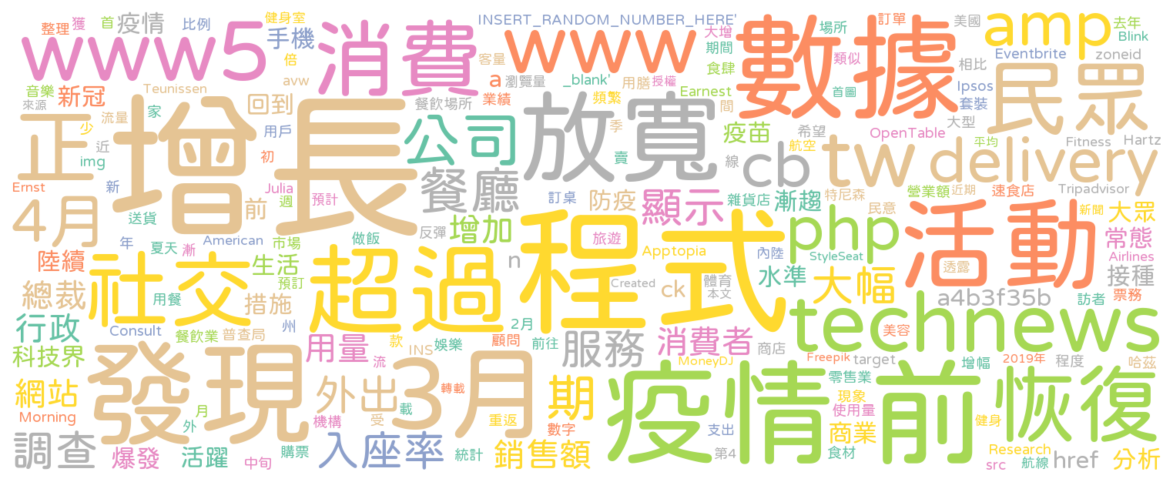 整理 獲 首 疫情 比例 健身室 手機 INSERT_RANDOM_NUMBER_HERE' 大增 場所 訂單 美國 amp 去年 Blink
www5 消費 www 數據 期間 類似 相比 Eventbrite zoneid
倍 客量 avw a 瀏覽量 _blank' 用膳 授權 食肆 首圖 Ipsos 套裝 民眾
音樂 來源 新冠 Teunissen 回到 餐飲場所 業績 頻繁 Earnest 間 大型
正 少 流量 家 增長 用戶 公司 放寬 季 疫苗 希望 OpenTable Fitness Hartz
近 img 初 賣 線 航空 平均
Ernst 新 Julia 週 預計 餐廳 cb tw delivery
4月 送貨 前 訂桌 防疫 顯示 雜貨店 漸趨 特尼森 營業額 近期 速食店 Tripadvisor
年 夏天 漸 American 市場 做飯 反彈 增加 程式 旅遊 Apptopia 民意 內陸 php StyleSeat 活動 新聞 大眾
陸續 社交 生活 預訂 超過 n Created 體育 本文 水準 透露 常態 Airlines
總裁 用餐 措施 ck 大幅 a4b3f35b 接種 訪者 票務
行政 Consult 餐飲業 普查局 州 2月 款 INS 娛樂 顧問 前往 用量 服務 消費者 商店 美容 technews
科技界 發現 流 轉載 MoneyDJ Freepik target 增幅 2019年 程度 哈茲
網站 Morning 月 外 外出 3月 期 機構 受 載 重返 數字 零售業 現象 使用量 疫情前 健身 恢復
調查 爆發 活躍 中旬 購票 入座率 統計 銷售額 支出 第4 商業 食材 Research src 航線 href 分析